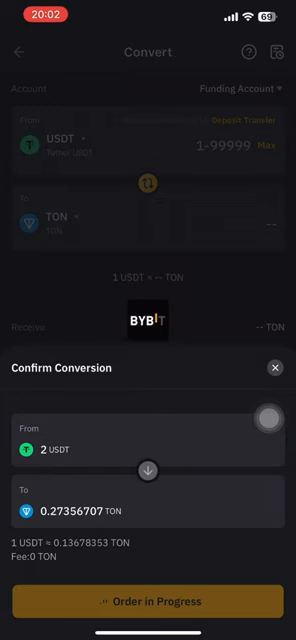 20:02
69
Convert
Account
Funding Account
From
Deposit Transfer
USDT
Tether USDT
1-99999 Max
To
TON
TON
--
1 USDT ≈ -- TON
BYBIT
Receive
-- TON
Confirm Conversion
From
2 USDT
To
0.27356707 TON
1 USDT ≈ 0.13678353 TON
Fee:0 TON
Order in Progress